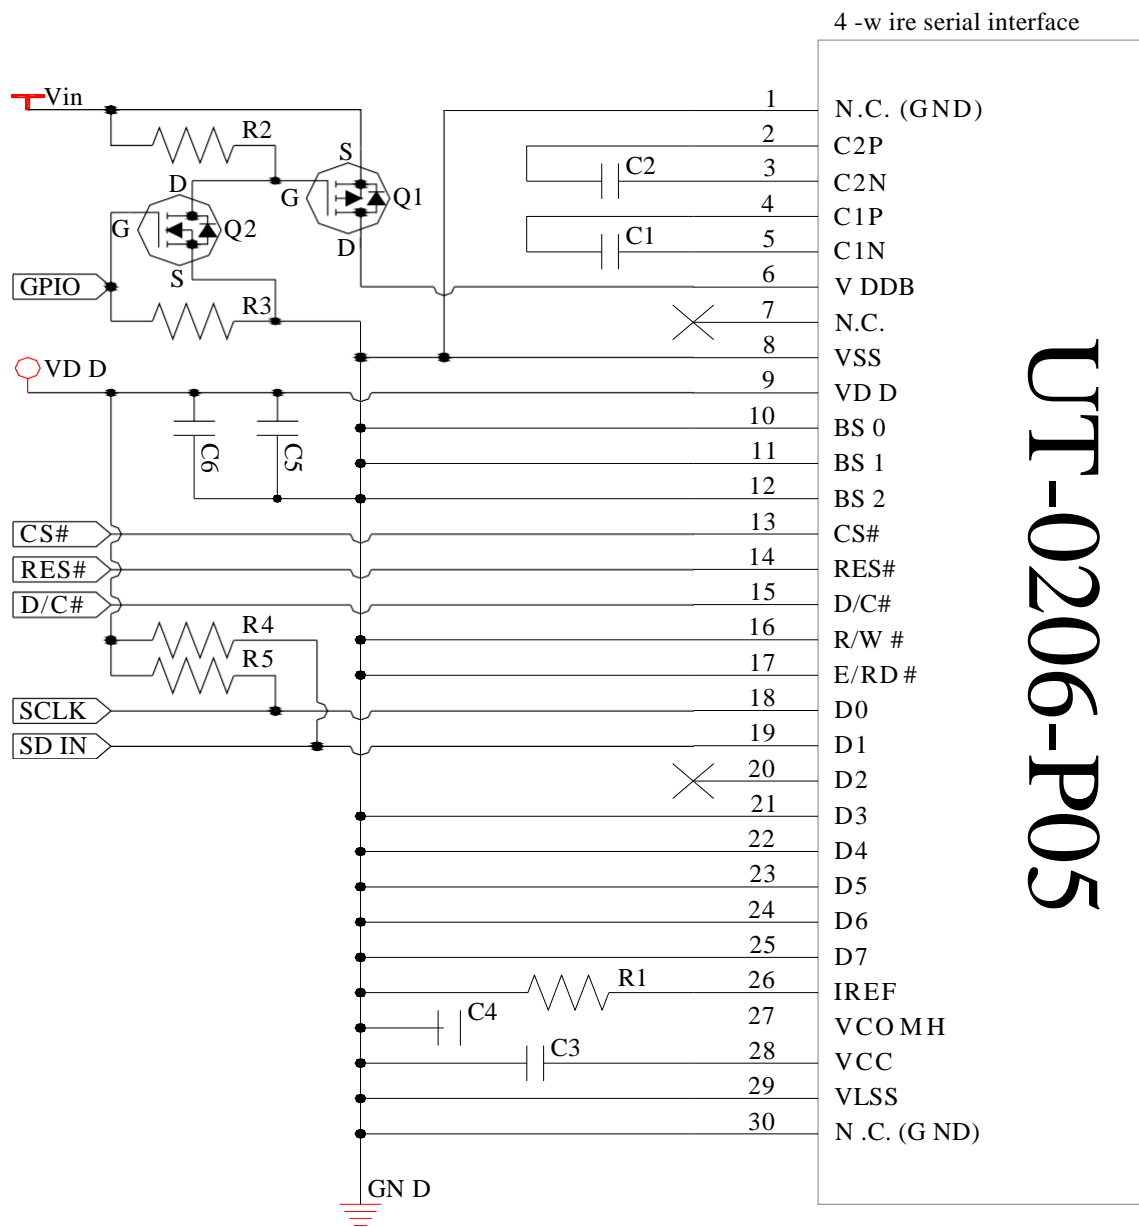 4 -w ire serial interface
Vin
R2
S
D
G
Q1
G
Q2
D
S
GPIO
R3
VD D
C6
C5
CS#
RES#
D/C#
R4
R5
SCLK
SD IN
C2
C1
R1
C4
C3
GN D
1 N.C. (GND)
2 C2P
3 C2N
4 C1P
5 C1N
6 V DDB
7 N.C.
8 VSS
9 VD D
10 BS 0
11 BS 1
12 BS 2
13 CS#
14 RES#
15 D/C#
16 R/W #
17 E/RD #
18 D0
19 D1
20 D2
21 D3
22 D4
23 D5
24 D6
25 D7
26 IREF
27 VCO M H
28 VCC
29 VLSS
30 N .C. (G ND)
UT-0206-P05